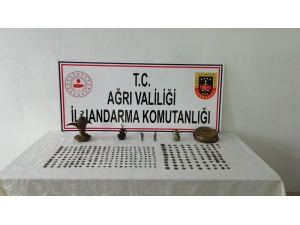 T.C.
AĞRI VALİLİĞİ
İL JANDARMA KOMUTANLIĞI